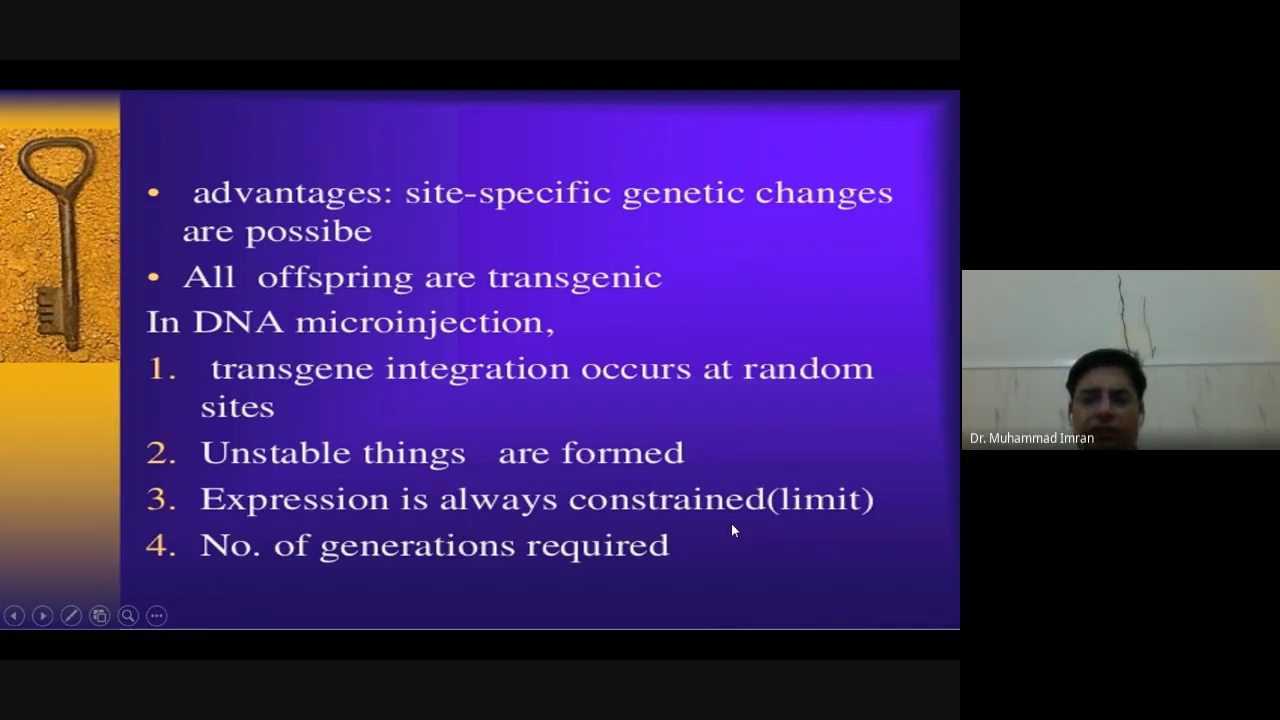 • advantages: site-specific genetic changes
are possibe
• All offspring are transgenic
In DNA microinjection,
1. transgene integration occurs at random
sites
2. Unstable things are formed
3. Expression is always constrained(limit)
4. No. of generations required
Dr. Muhammad Imran